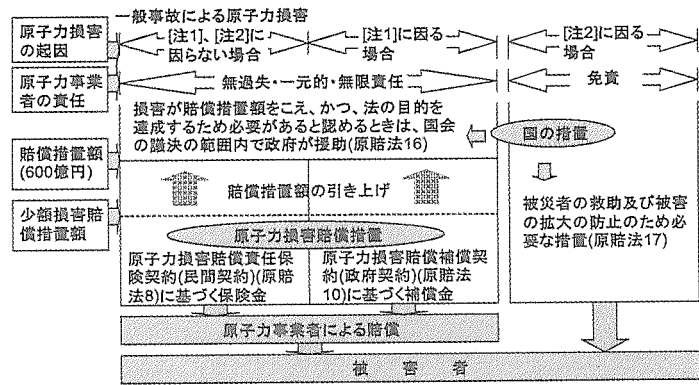 一般事故による原子力損害
原子力損害
の起因
[注1]、[注2]に
因らない場合
[注1]に因る
場合
[注2]に因る
場合
原子力事業
者の責任
無過失・一元的・無限責任
免責
損害が賠償措置額をこえ、かつ、法の目的を
達成するため必要があると認めるときは、国会
の議決の範囲内で政府が援助(原賠法16)
国の措置
賠償措置額
(600億円)
賠償措置額の引き上げ
少額損害賠
償措置額
被災者の救助及び被害
の拡大の防止のため必
要な措置(原賠法17)
原子力損害賠償措置
原子力損害賠償責任保
険契約(民間契約)(原賠
法8)に基づく保険金
原子力損害賠償補償契
約(政府契約)(原賠法
10)に基づく補償金
原子力事業者による賠償
被 害 者